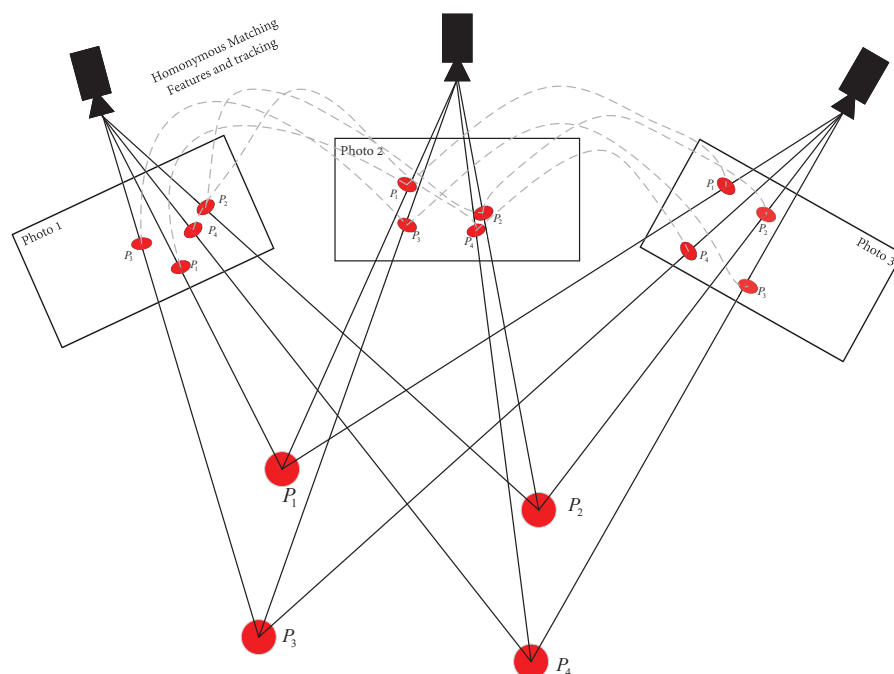 Homonymous Matching
Features and tracking
Photo 1
P2
P4
P3
P1
Photo 2
P1
P3
P2
P4
Photo 3
P1
P2
P4
P3
P1
P2
P3
P4